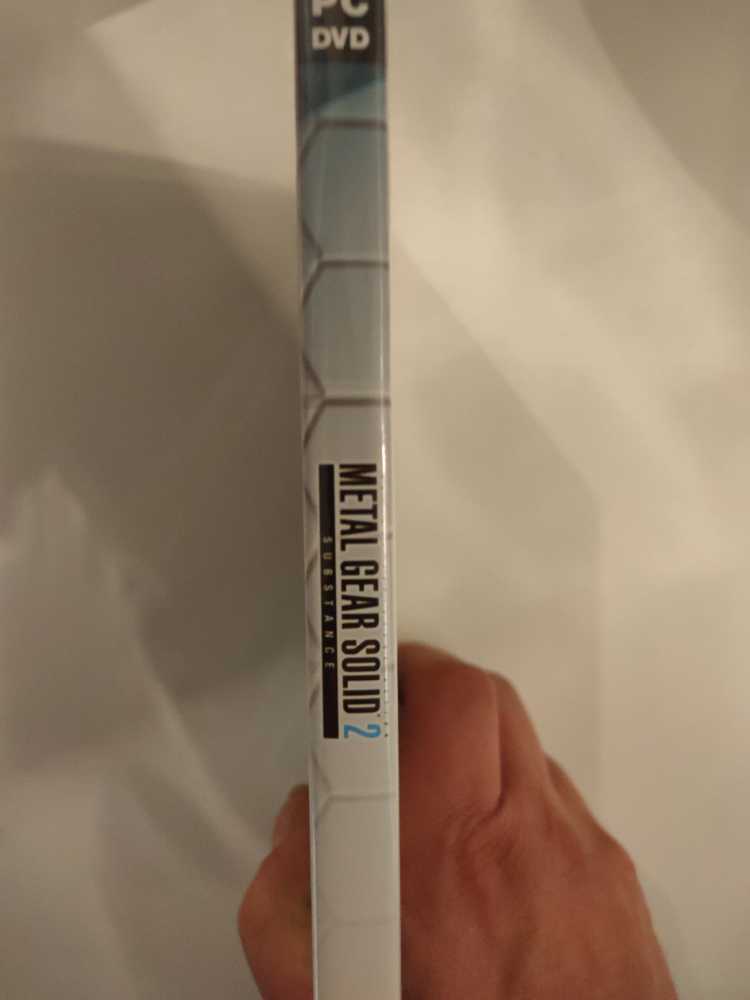 PC
DVD
METAL GEAR SOLID 2
SUBSTANCE